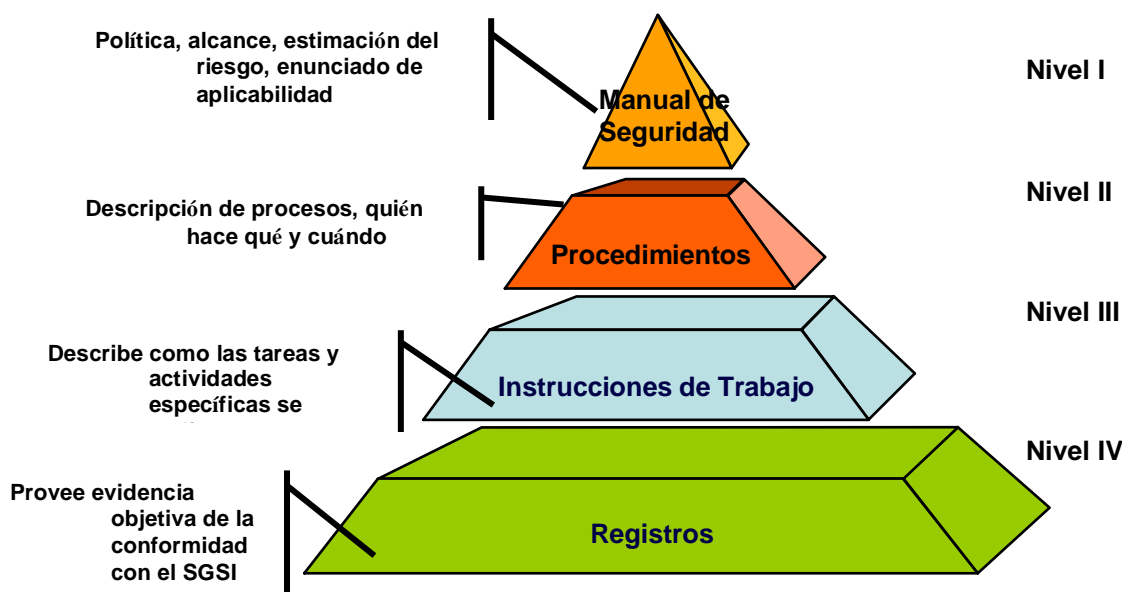 Política, alcance, estimación del
riesgo, enunciado de
aplicabilidad
Manual de
Seguridad
Nivel I
Descripción de procesos, quién
hace qué y cuándo
Procedimientos
Nivel II
Describe como las tareas y
actividades
específicas se
Instrucciones de Trabajo
Nivel III
Provee evidencia
objetiva de la
conformidad
con el SGSI
Registros
Nivel IV